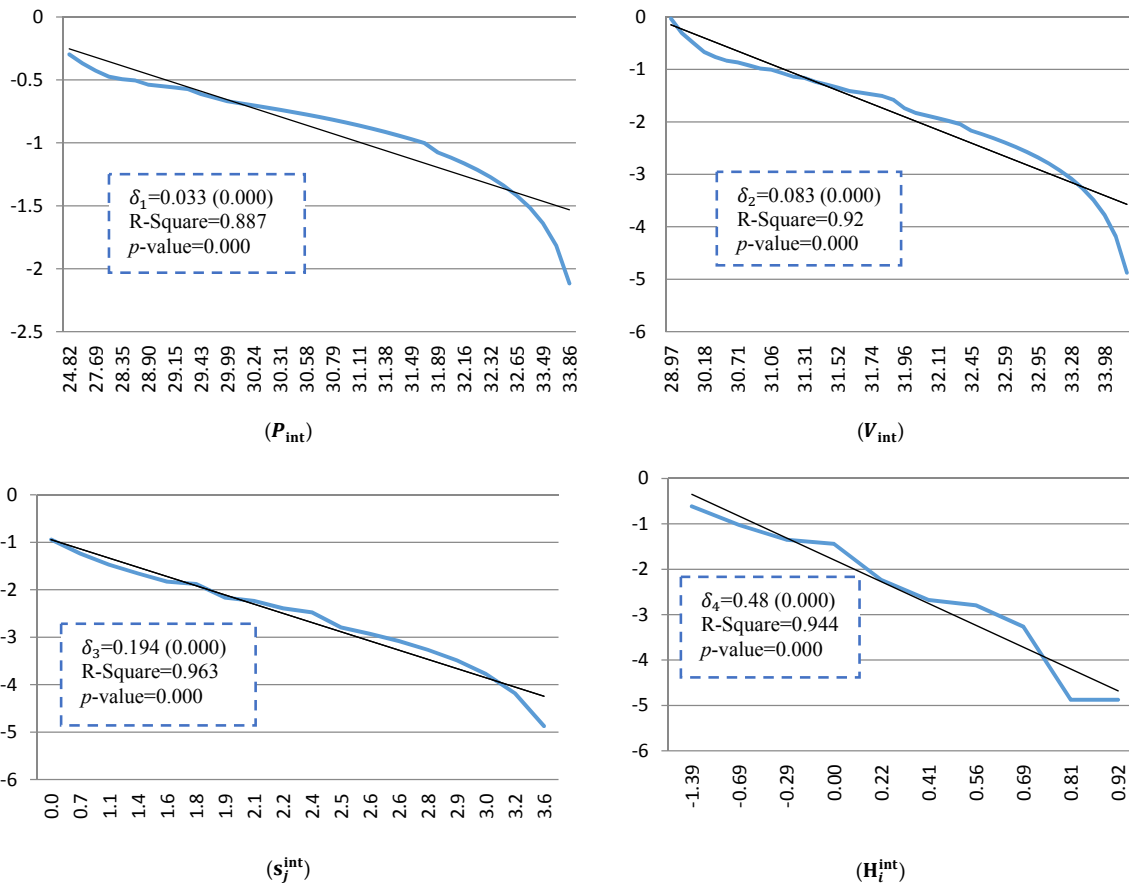 0
-0.5
-1
-1.5
-2
-2.5
δ₁=0.033 (0.000)
R-Square=0.887
p-value=0.000
24.82 27.69 28.35 28.90 29.15 29.43 29.99 30.24 30.31 30.58 30.79 31.11 31.38 31.49 31.89 32.16 32.32 32.65 33.49 33.86
(P_int)
0
-1
-2
-3
-4
-5
-6
δ₂=0.083 (0.000)
R-Square=0.92
p-value=0.000
28.97 30.18 30.71 31.06 31.31 31.52 31.74 31.96 32.11 32.45 32.59 32.95 33.28 33.98
(V_int)
0
-1
-2
-3
-4
-5
-6
δ₃=0.194 (0.000)
R-Square=0.963
p-value=0.000
0.0 0.7 1.1 1.4 1.6 1.8 1.9 2.1 2.2 2.4 2.5 2.6 2.6 2.8 2.9 3.0 3.2 3.6
(s_j^int)
0
-1
-2
-3
-4
-5
-6
δ₄=0.48 (0.000)
R-Square=0.944
p-value=0.000
-1.39 -0.69 -0.29 0.00 0.22 0.41 0.56 0.69 0.81 0.92
(H_i^int)